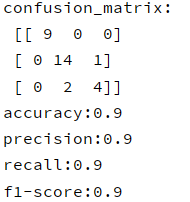 confusion_matrix:
[[ 9  0  0]
[ 0 14  1]
[ 0  2  4]]
accuracy:0.9
precision:0.9
recall:0.9
f1-score:0.9